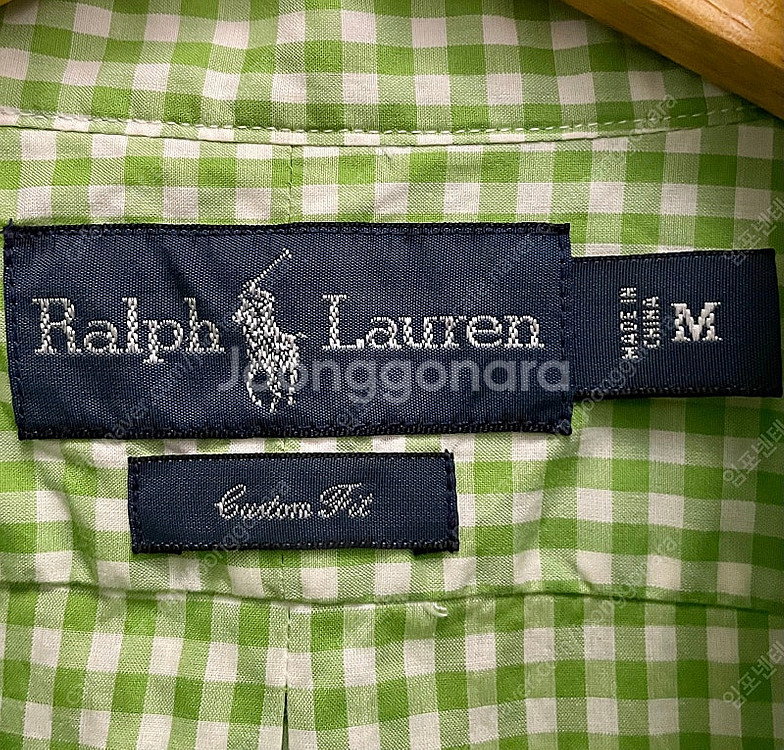 Ralph Lauren
MADE IN
CHINA
M
Joonggonara
Custom Fit